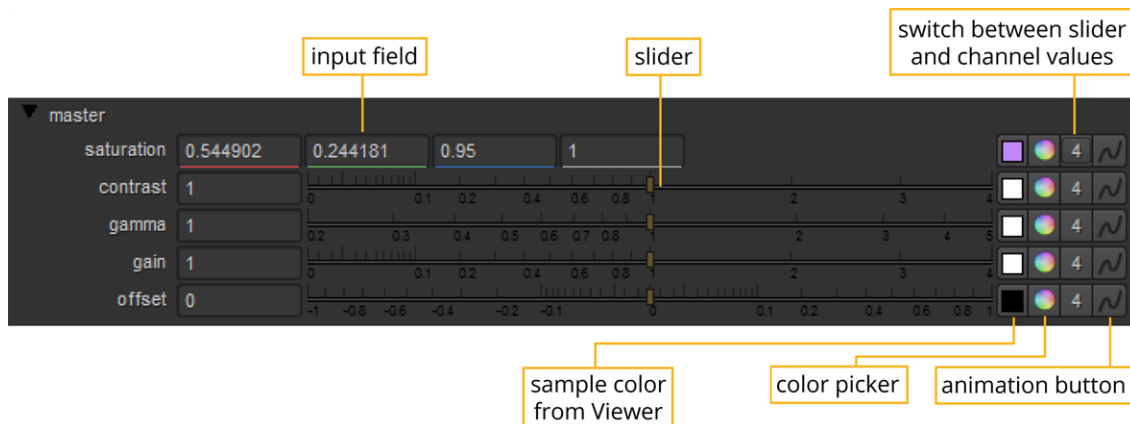 switch between slider
and channel values
input field
slider
master
saturation 0.544902 0.244181 0.95 1 4
contrast 1 0 0.1 0.2 0.4 0.6 0.8 1 2 3 4 4
gamma 1 0.2 0.3 0.4 0.5 0.6 0.7 0.8 1 2 3 4 5 4
gain 1 0 0.1 0.2 0.4 0.6 0.8 1 2 3 4 4
offset 0 -1 -0.8 -0.6 -0.4 -0.2 -0.1 0 0.1 0.2 0.4 0.6 0.8 1 4
sample color
from Viewer
color picker
animation button